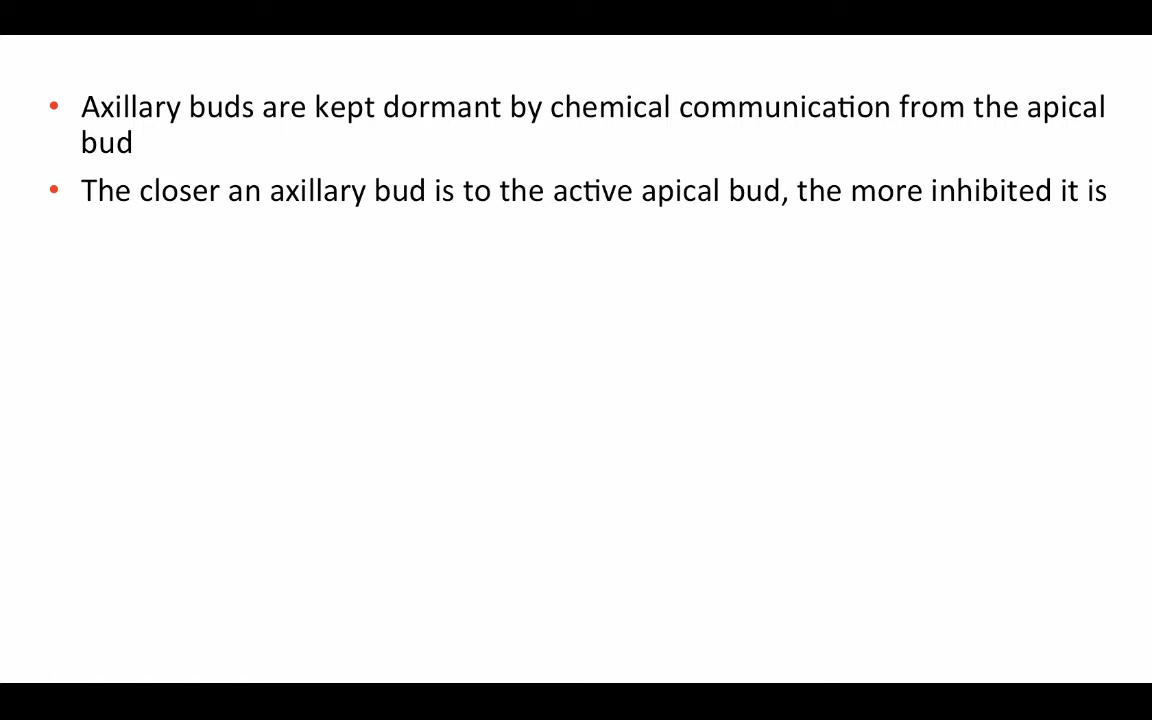 • Axillary buds are kept dormant by chemical communication from the apical
bud
• The closer an axillary bud is to the active apical bud, the more inhibited it is